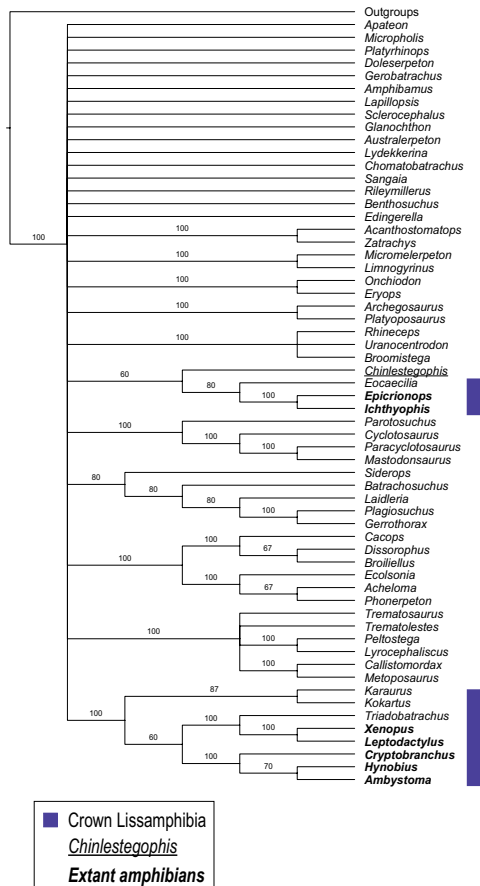 Outgroups
Apateon
Micropholis
Platyrhinops
Doleserpeton
Gerobatrachus
Amphibamus
Lapillopsis
Sclerocephalus
Glanochthon
Australerpeton
Lydekkerina
Chomatobatrachus
Sangaia
Rileymillerus
Benthosuchus
Edingerella
100
100
Acanthostomatops
Zatrachys
100
Micromelerpeton
Limnogyrinus
100
Onchiodon
Eryops
100
Archegosaurus
Platyoposaurus
100
Rhineceps
Uranocentrodon
Broomistega
60
Chinlestegophis
80
Eocaecilia
100
Epicrionops
Ichthyophis
100
Parotosuchus
100
Cyclotosaurus
100
Paracyclotosaurus
Mastodonsaurus
80
Siderops
80
Batrachosuchus
80
Laidleria
100
Plagiosuchus
Gerrothorax
100
100
Cacops
67
Dissorophus
Broiliellus
100
Ecolsonia
67
Acheloma
Phonerpeton
100
Trematosaurus
Trematolestes
100
Peltostega
Lyrocephaliscus
100
Callistomordax
Metoposaurus
100
87
Karaurus
Kokartus
60
100
Triadobatrachus
100
Xenopus
Leptodactylus
100
Cryptobranchus
70
Hynobius
Ambystoma
Crown Lissamphibia
Chinlestegophis
Extant amphibians